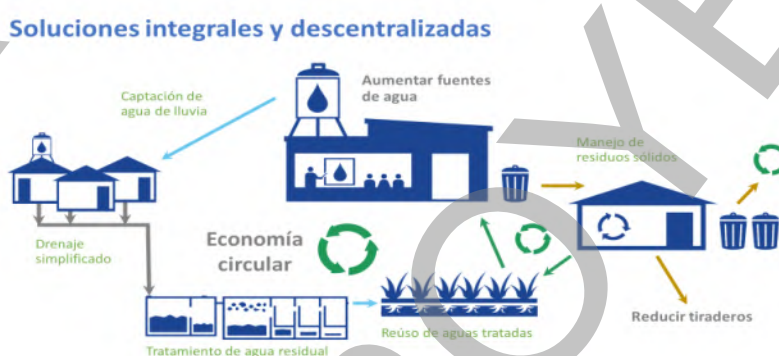 Soluciones integrales y descentralizadas
Aumentar fuentes
de agua
Captación de
agua de lluvia
Manejo de
residuos sólidos
Drenaje
simplificado
Economía
circular
Reducir tiraderos
Reúso de aguas tratadas
Tratamiento de agua residual